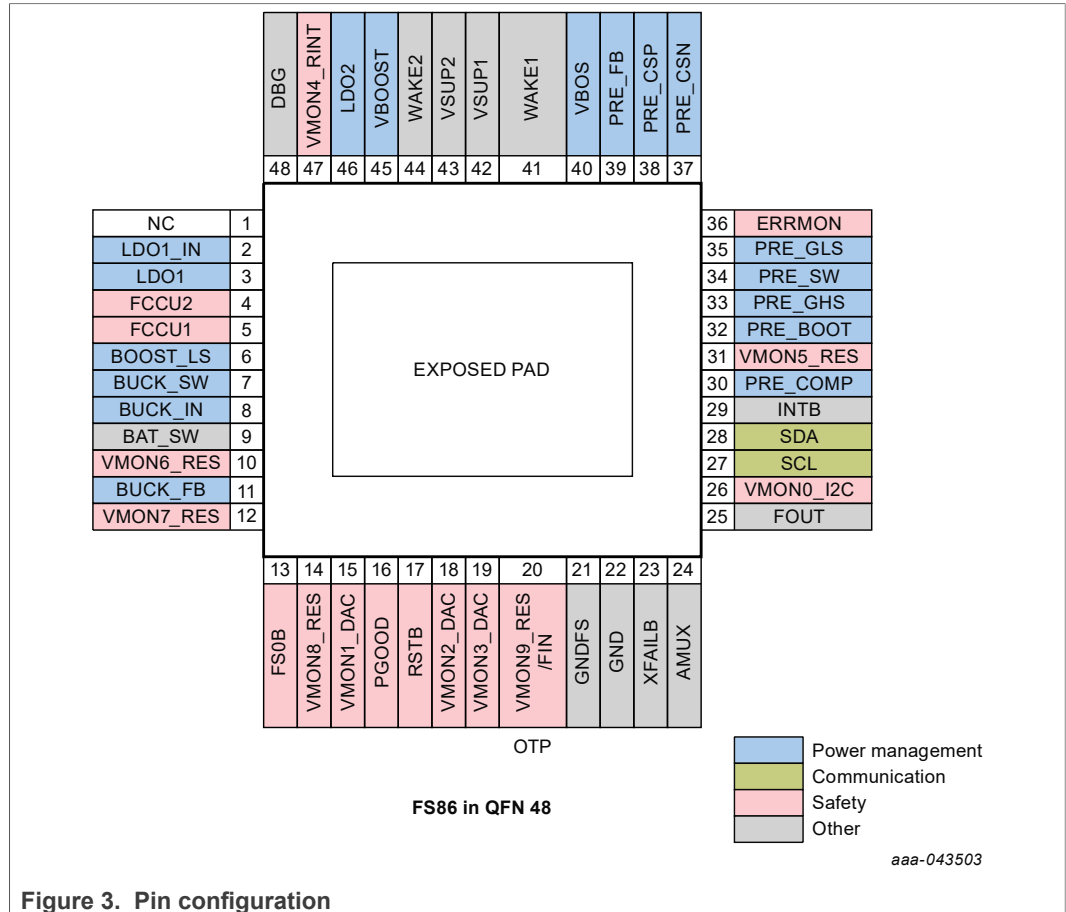 DBG
VMON4_RINT
LDO2
VBOOST
WAKE2
VSUP2
VSUP1
WAKE1
VBOS
PRE_FB
PRE_CSP
PRE_CSN
48 47 46 45 44 43 42 41 40 39 38 37
NC 1
LDO1_IN 2
LDO1 3
FCCU2 4
FCCU1 5
BOOST_LS 6
BUCK_SW 7
BUCK_IN 8
BAT_SW 9
VMON6_RES 10
BUCK_FB 11
VMON7_RES 12
EXPOSED PAD
36 ERRMON
35 PRE_GLS
34 PRE_SW
33 PRE_GHS
32 PRE_BOOT
31 VMON5_RES
30 PRE_COMP
29 INTB
28 SDA
27 SCL
26 VMON0_I2C
25 FOUT
13 14 15 16 17 18 19 20 21 22 23 24
FS0B
VMON8_RES
VMON1_DAC
PGOOD
RSTB
VMON2_DAC
VMON3_DAC
VMON9_RES
/FIN
GNDFS
GND
XFAILB
AMUX
OTP
FS86 in QFN 48
Power management
Communication
Safety
Other
aaa-043503
Figure 3. Pin configuration